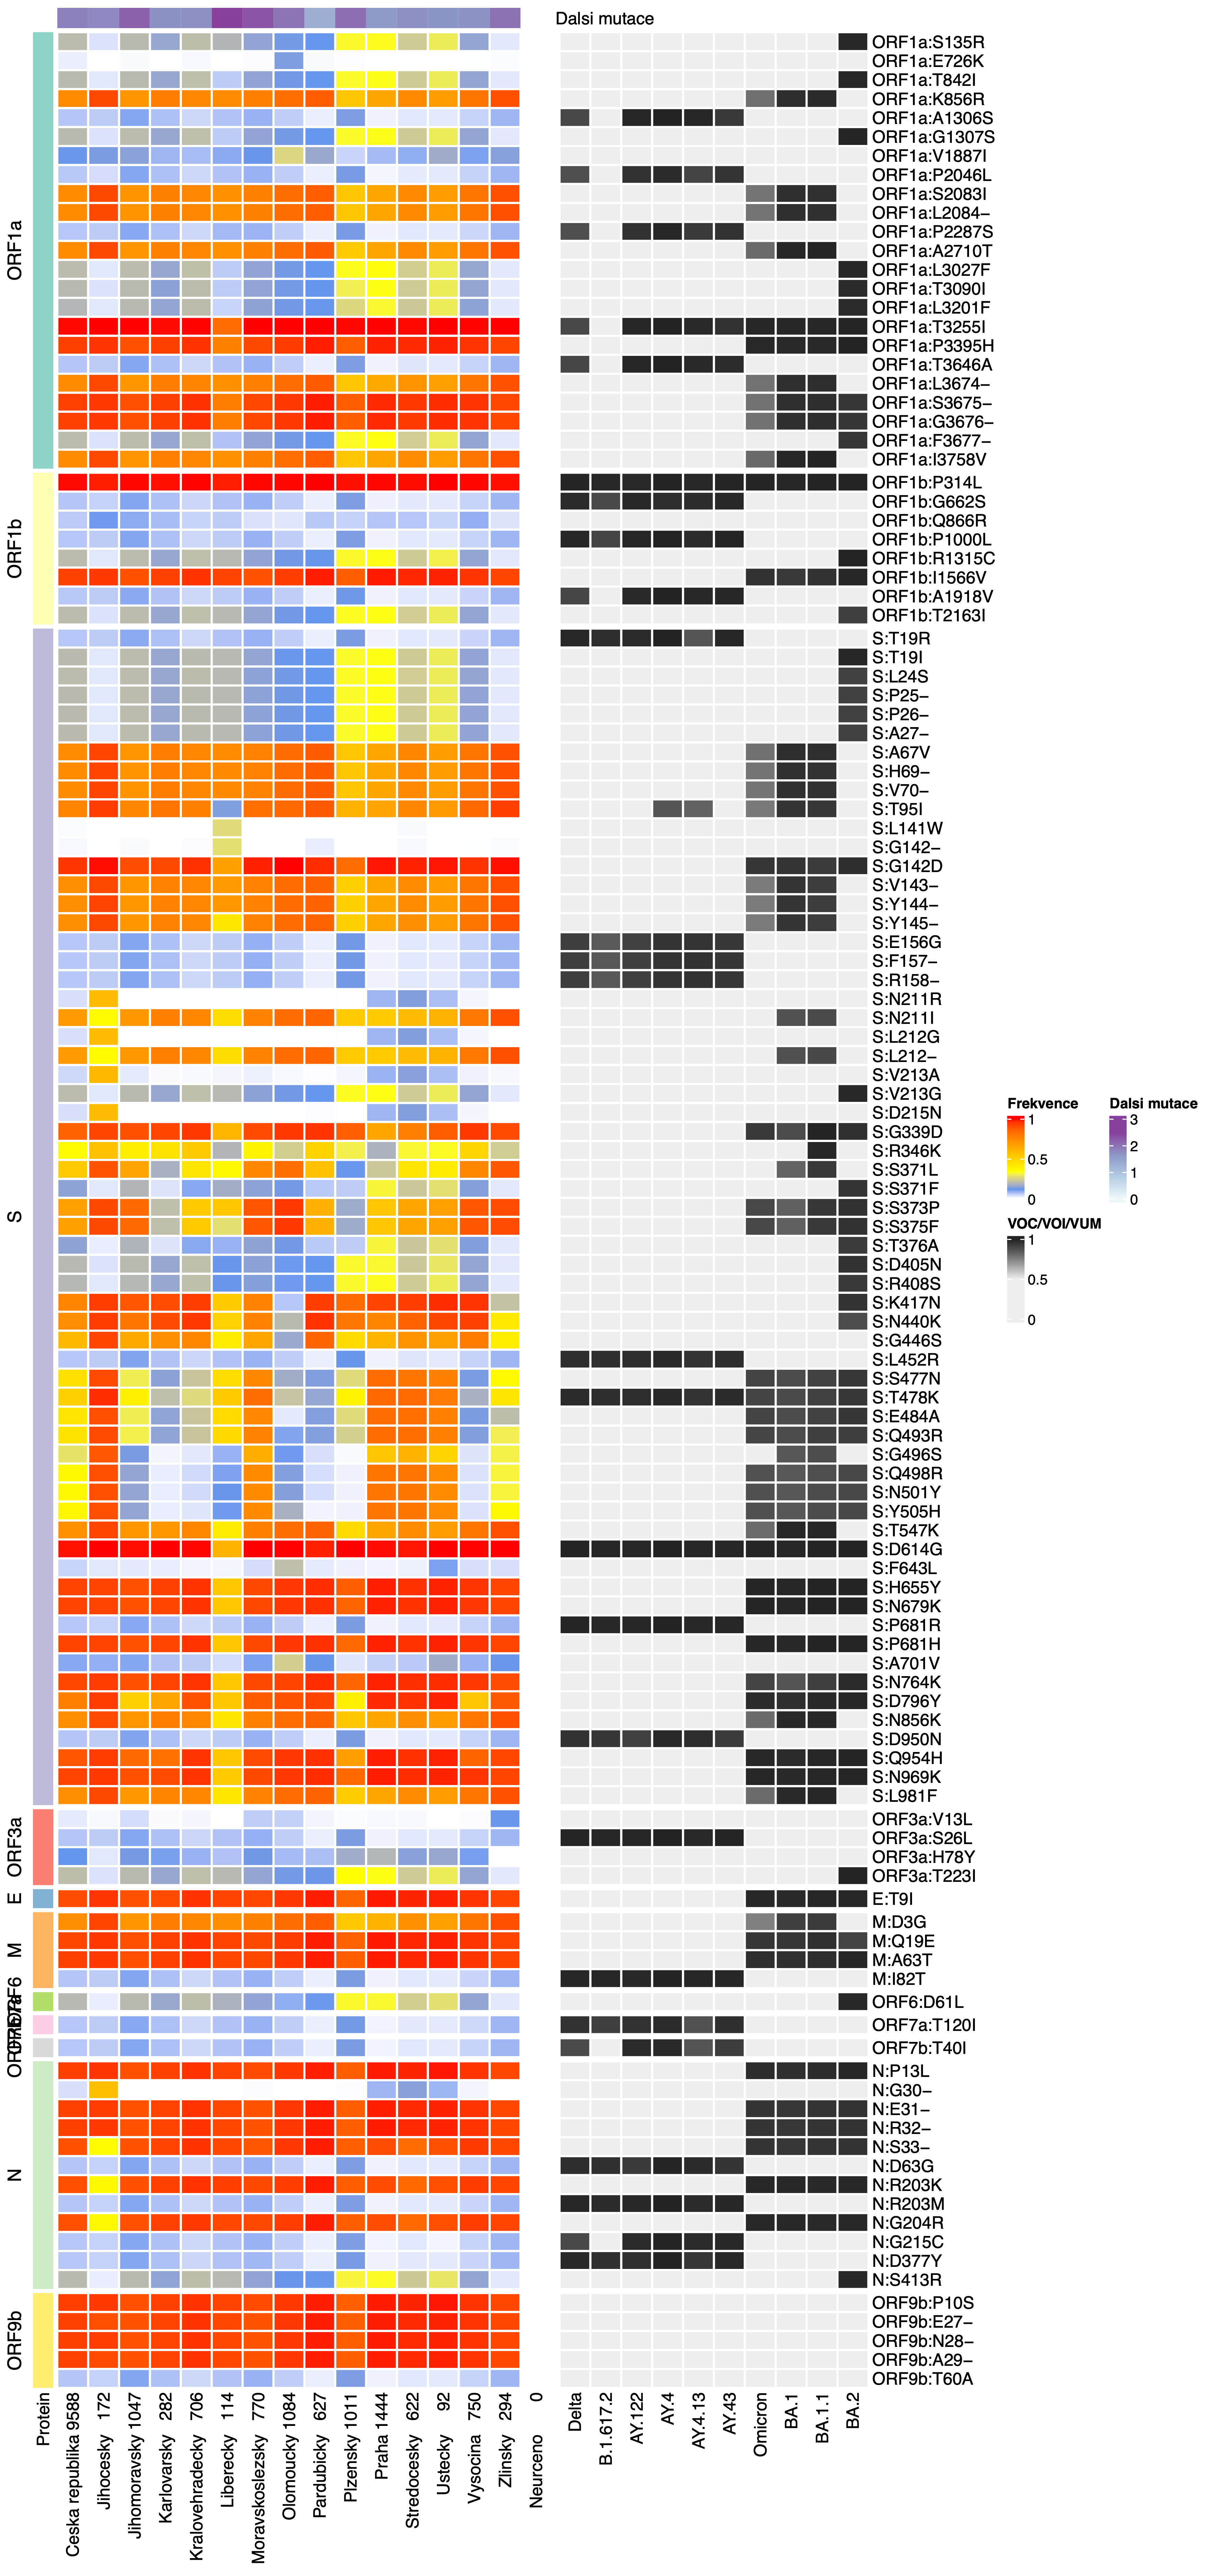 Dalsi mutace
ORF1a
ORF1a:S135R
ORF1a:E726K
ORF1a:T842I
ORF1a:K856R
ORF1a:A1306S
ORF1a:G1307S
ORF1a:V1887I
ORF1a:P2046L
ORF1a:S2083I
ORF1a:L2084–
ORF1a:P2287S
ORF1a:A2710T
ORF1a:L3027F
ORF1a:T3090I
ORF1a:L3201F
ORF1a:T3255I
ORF1a:P3395H
ORF1a:T3646A
ORF1a:L3674–
ORF1a:S3675–
ORF1a:G3676–
ORF1a:F3677–
ORF1a:I3758V
ORF1b
ORF1b:P314L
ORF1b:G662S
ORF1b:Q866R
ORF1b:P1000L
ORF1b:R1315C
ORF1b:I1566V
ORF1b:A1918V
ORF1b:T2163I
S
S:T19R
S:T19I
S:L24S
S:P25–
S:P26–
S:A27–
S:A67V
S:H69–
S:V70–
S:T95I
S:L141W
S:G142–
S:G142D
S:V143–
S:Y144–
S:Y145–
S:E156G
S:F157–
S:R158–
S:N211R
S:N211I
S:L212G
S:L212–
S:V213A
S:V213G
S:D215N
S:G339D
S:R346K
S:S371L
S:S371F
S:S373P
S:S375F
S:T376A
S:D405N
S:R408S
S:K417N
S:N440K
S:G446S
S:L452R
S:S477N
S:T478K
S:E484A
S:Q493R
S:G496S
S:Q498R
S:N501Y
S:Y505H
S:T547K
S:D614G
S:F643L
S:H655Y
S:N679K
S:P681R
S:P681H
S:A701V
S:N764K
S:D796Y
S:N856K
S:D950N
S:Q954H
S:N969K
S:L981F
ORF3a
ORF3a:V13L
ORF3a:S26L
ORF3a:H78Y
ORF3a:T223I
E
E:T9I
M
M:D3G
M:Q19E
M:A63T
M:I82T
ORF6:D61L
ORF7a:T120I
ORF7b:T40I
N
N:P13L
N:G30–
N:E31–
N:R32–
N:S33–
N:D63G
N:R203K
N:R203M
N:G204R
N:G215C
N:D377Y
N:S413R
ORF9b
ORF9b:P10S
ORF9b:E27–
ORF9b:N28–
ORF9b:A29–
ORF9b:T60A
Frekvence
1
0.5
0
Dalsi mutace
3
2
1
0
VOC/VOI/VUM
1
0.5
0
Protein
Ceska republika 9588
Jihocesky 172
Jihomoravsky 1047
Karlovarsky 282
Kralovehradecky 706
Liberecky 114
Moravskoslezsky 770
Olomoucky 1084
Pardubicky 627
Plzensky 1011
Praha 1444
Stredocesky 622
Ustecky 92
Vysocina 750
Zlinsky 294
Neurceno 0
Delta
B.1.617.2
AY.122
AY.4
AY.4.13
AY.43
Omicron
BA.1
BA.1.1
BA.2